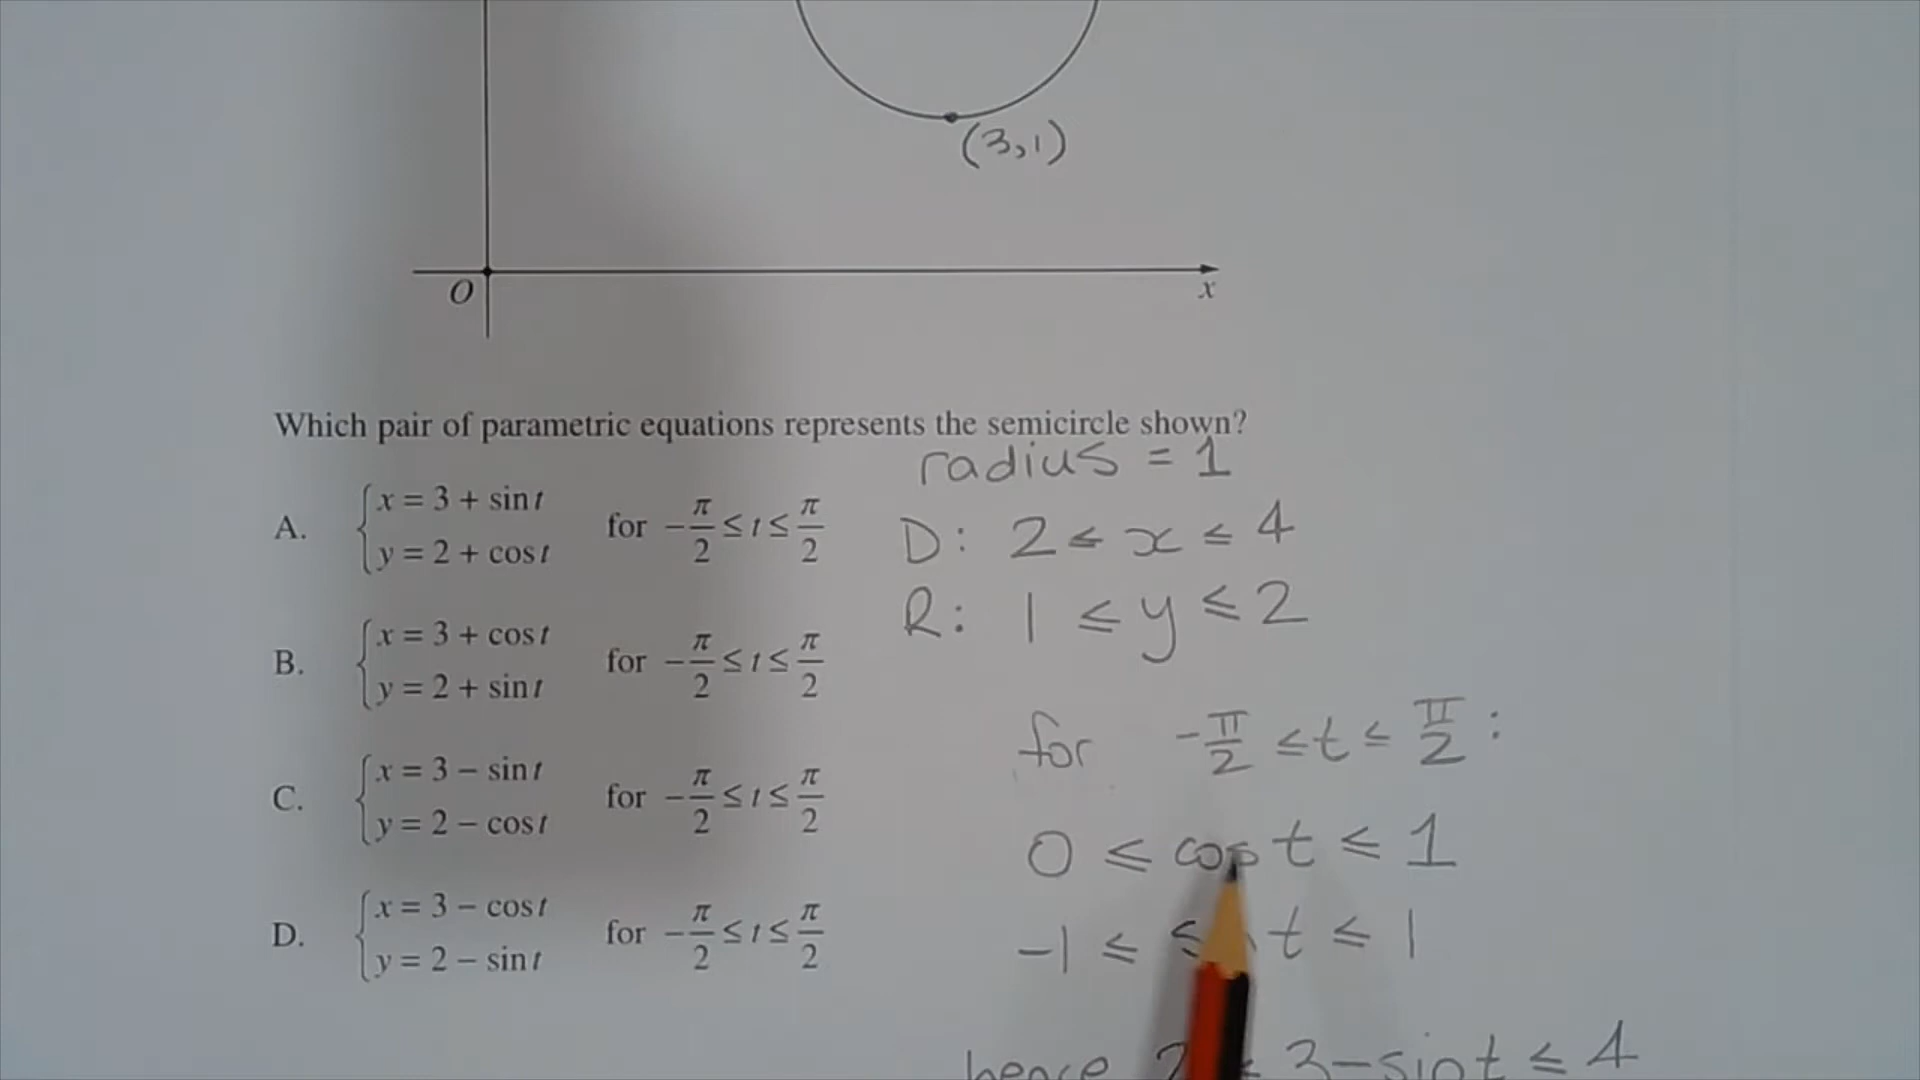 (3,1)
O
x
Which pair of parametric equations represents the semicircle shown?
radius = 1
A. { x = 3 + sin t
y = 2 + cos t
for -π/2 ≤ t ≤ π/2
D: 2 ≤ x ≤ 4
R: 1 ≤ y ≤ 2
B. { x = 3 + cos t
y = 2 + sin t
for -π/2 ≤ t ≤ π/2
for -π/2 ≤ t ≤ π/2 :
C. { x = 3 – sin t
y = 2 – cos t
for -π/2 ≤ t ≤ π/2
0 ≤ cos t ≤ 1
D. { x = 3 – cos t
y = 2 – sin t
for -π/2 ≤ t ≤ π/2
-1 ≤ t ≤ 1
hence 3-sin t ≤ 4